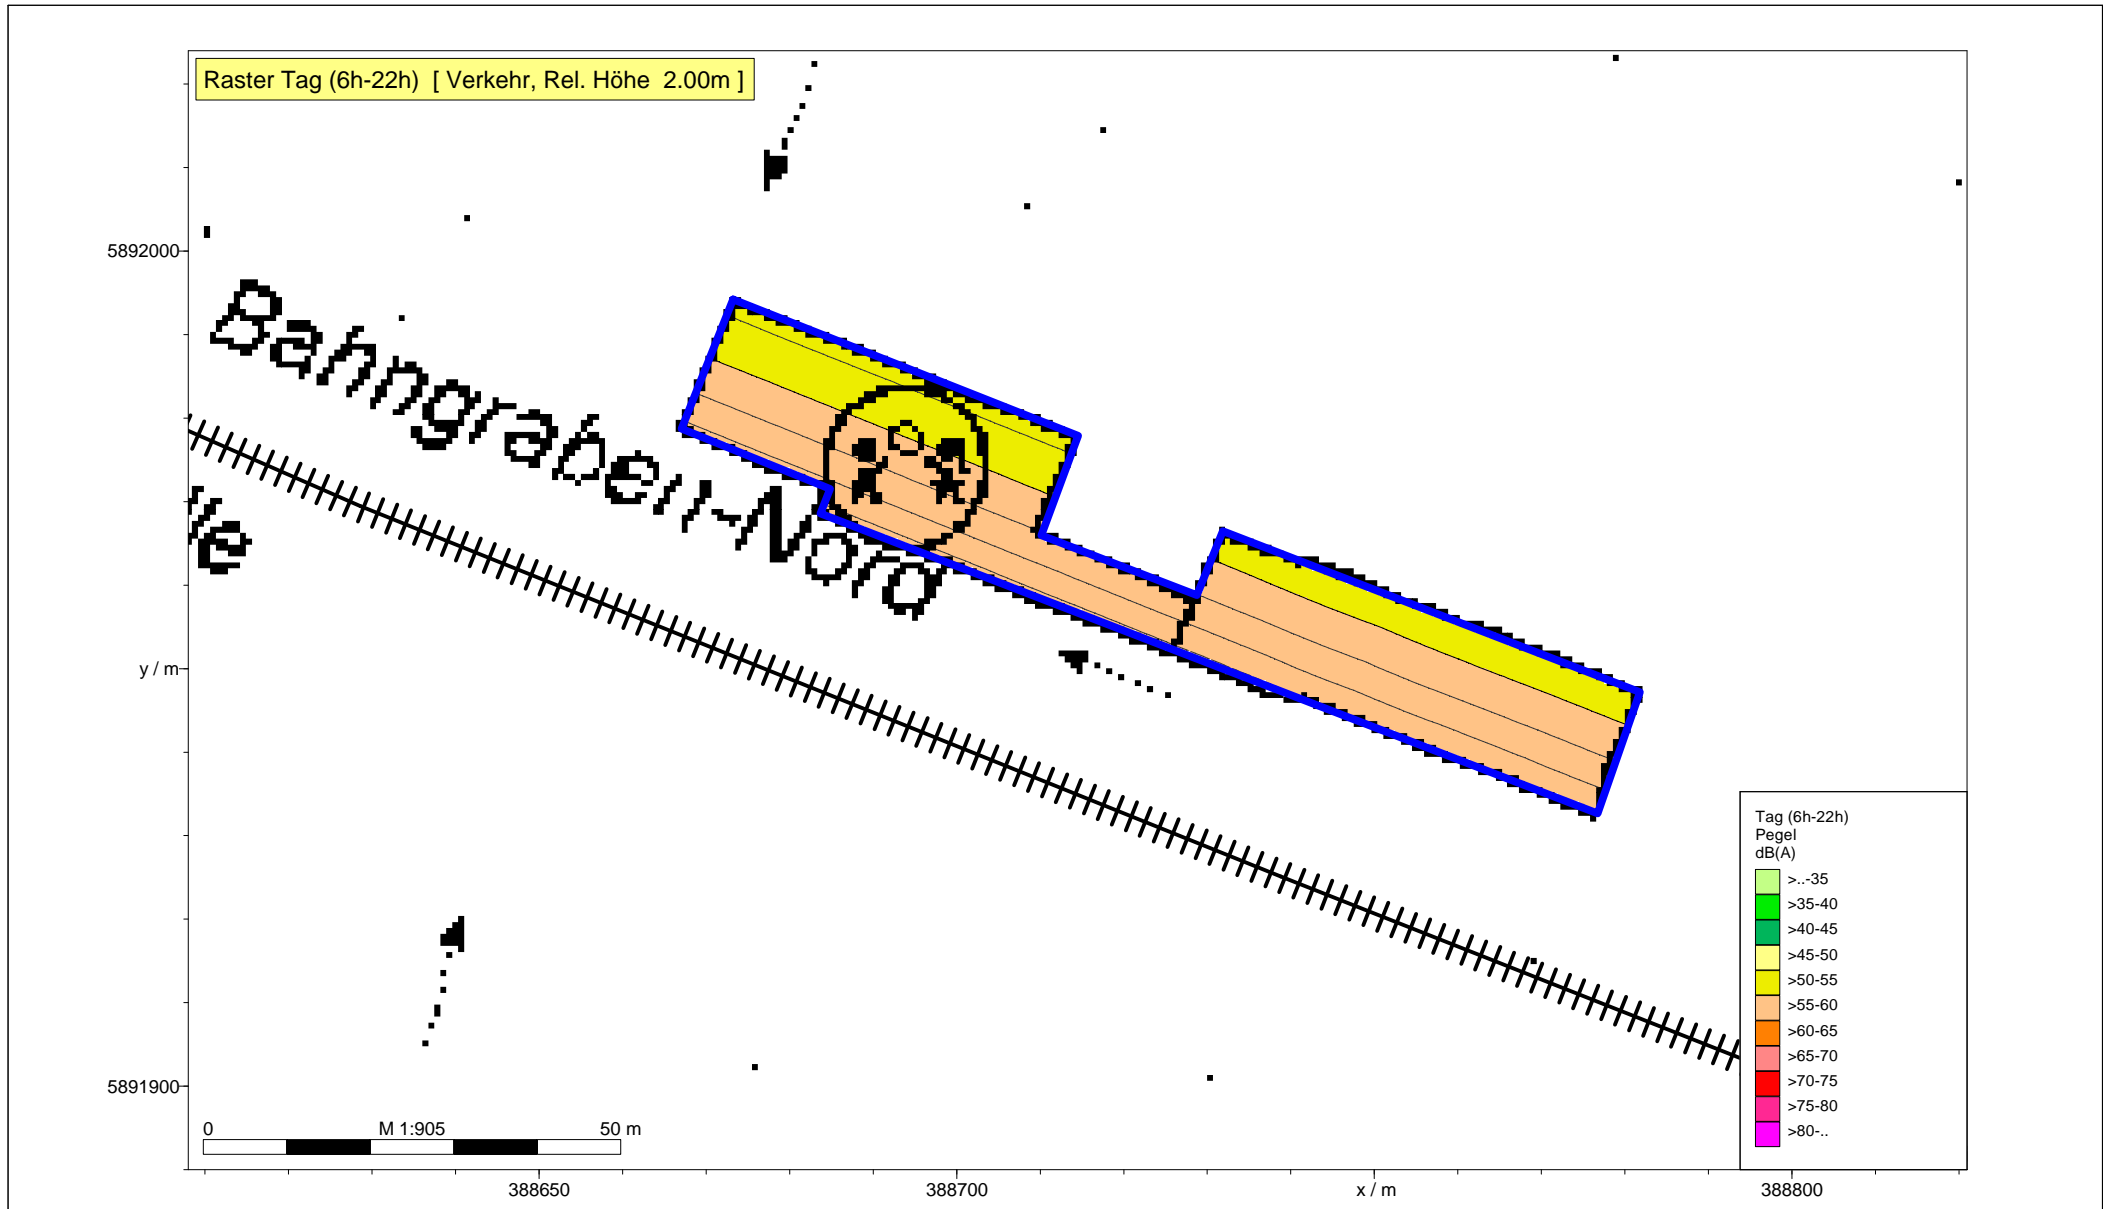 Raster Tag (6h-22h) [ Verkehr, Rel. Höhe 2.00m ]
5892000
Bahngraben-Nord
y / m
5891900
0 M 1:905 50 m
388650 388700 x / m 388800
Tag (6h-22h)
Pegel
dB(A)
>..-35
>35-40
>40-45
>45-50
>50-55
>55-60
>60-65
>65-70
>70-75
>75-80
>80-..